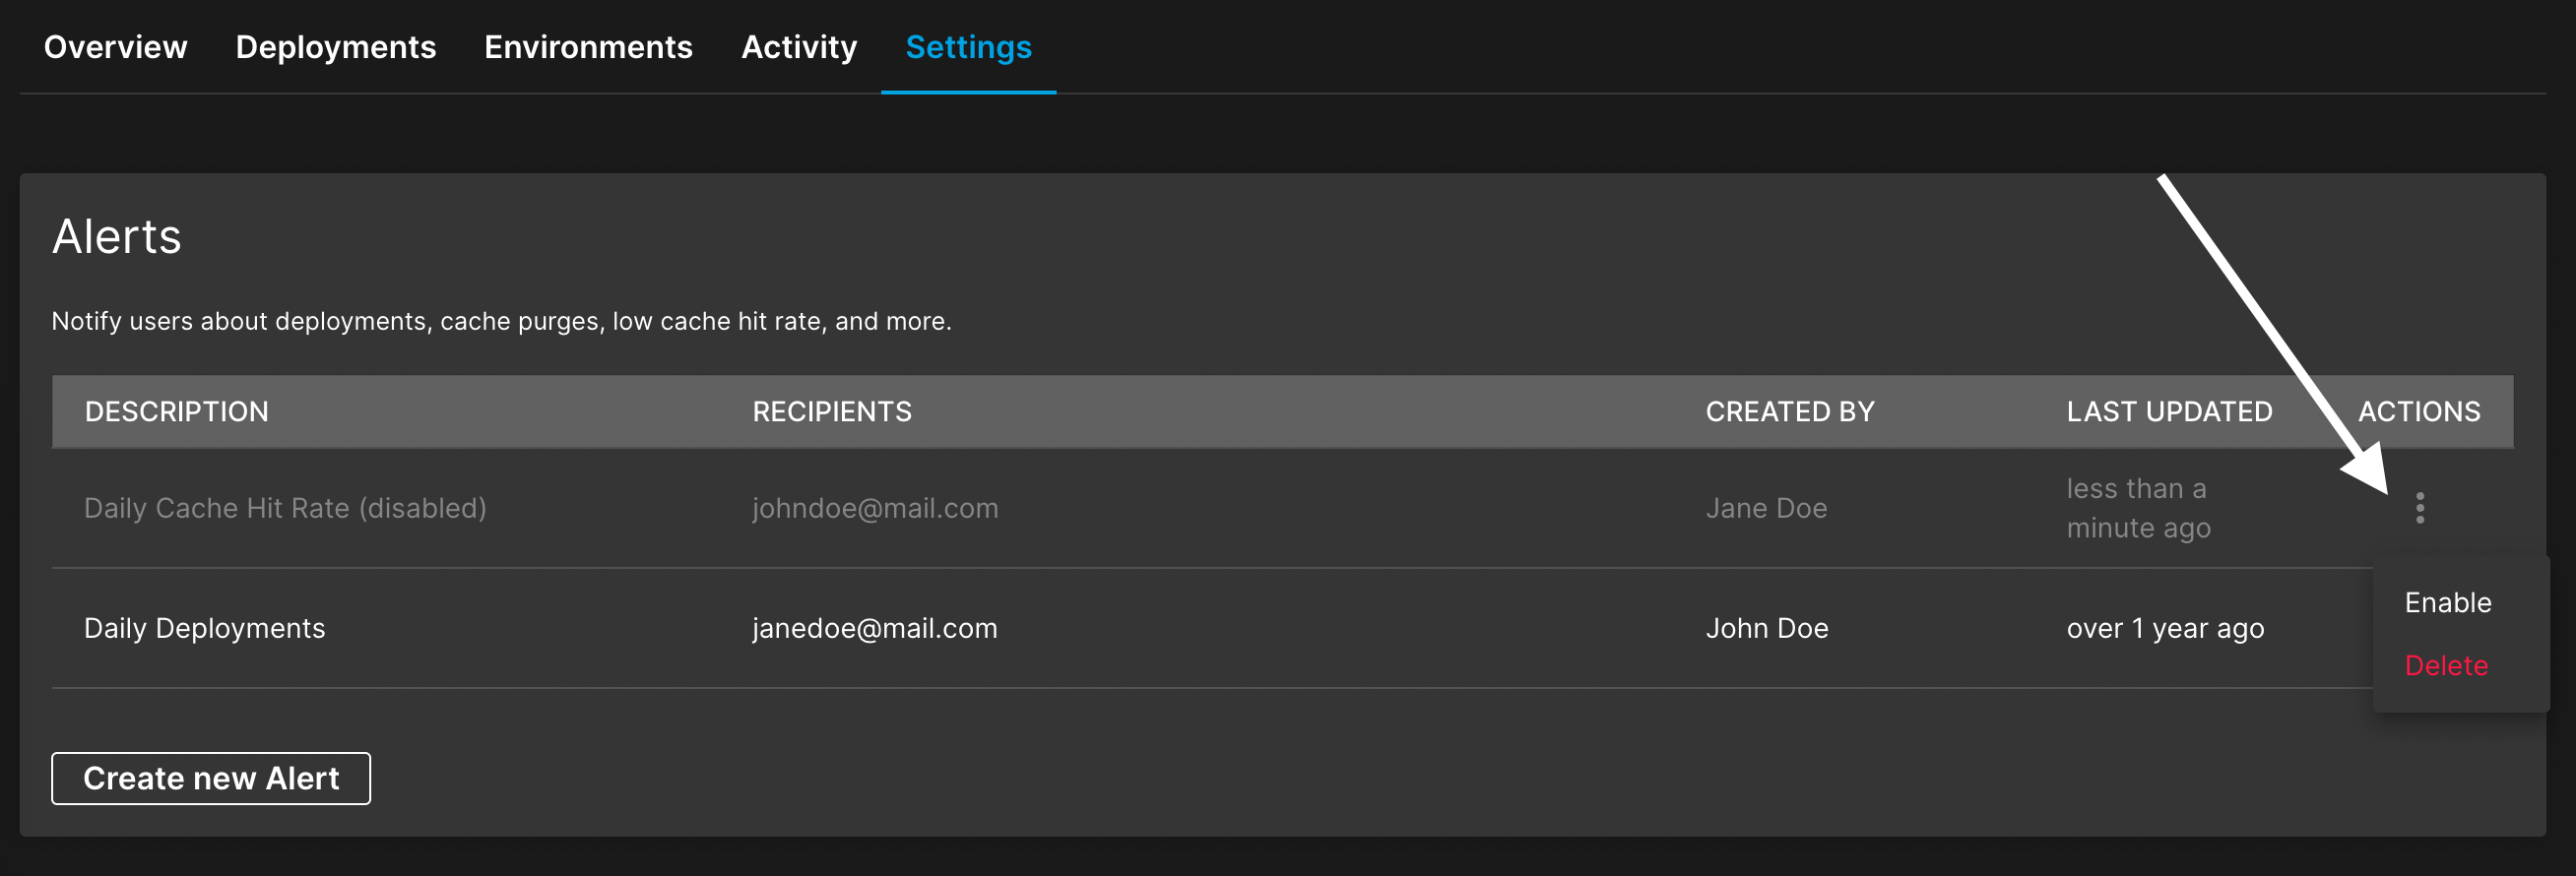 Overview Deployments Environments Activity Settings
Alerts
Notify users about deployments, cache purges, low cache hit rate, and more.
DESCRIPTION RECIPIENTS CREATED BY LAST UPDATED ACTIONS
Daily Cache Hit Rate (disabled) johndoe@mail.com Jane Doe less than a
minute ago
Enable
Daily Deployments janedoe@mail.com John Doe over 1 year ago
Delete
Create new Alert